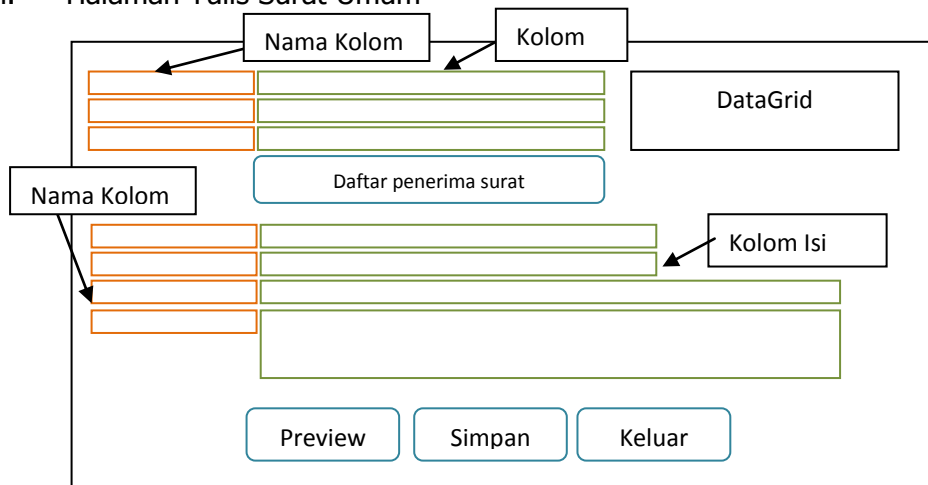 Halaman Tulis Surat Umum
Nama Kolom
Kolom
DataGrid
Daftar penerima surat
Nama Kolom
Kolom Isi
Preview
Simpan
Keluar